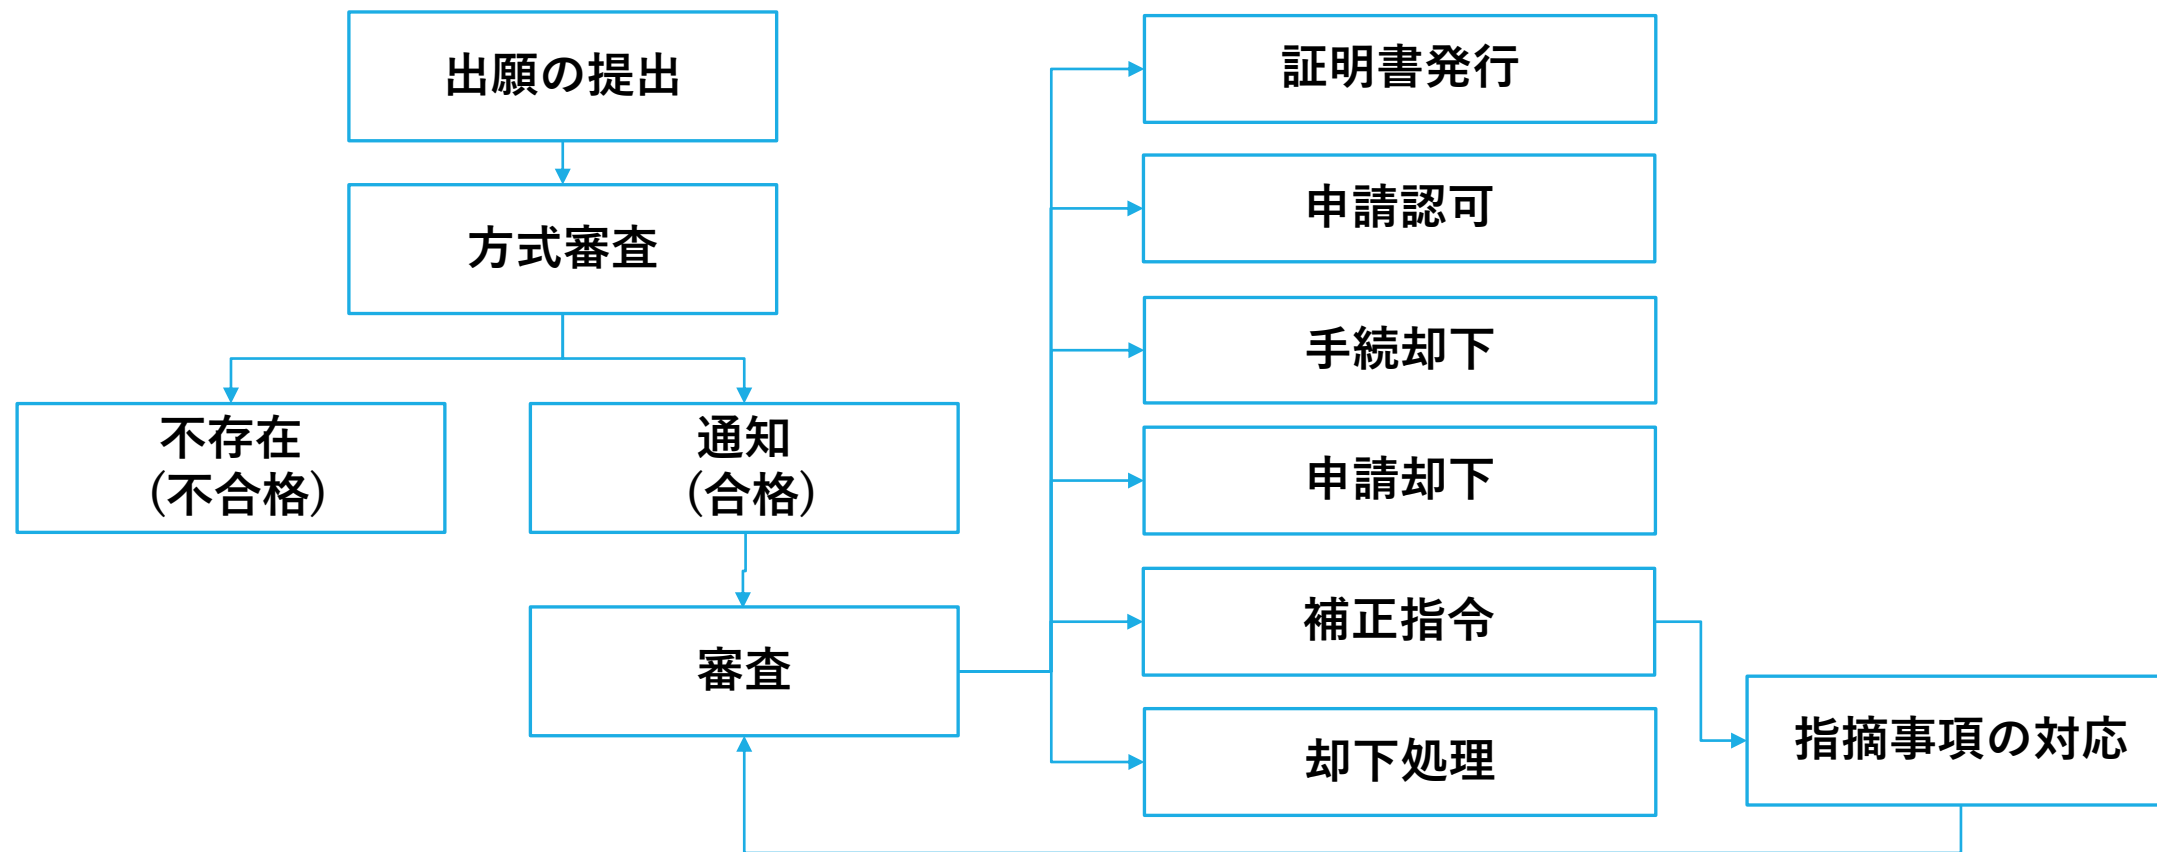 出願の提出
方式審査
不存在
（不合格）
通知
（合格）
審査
証明書発行
申請認可
手続却下
申請却下
補正指令
却下処理
指摘事項の対応